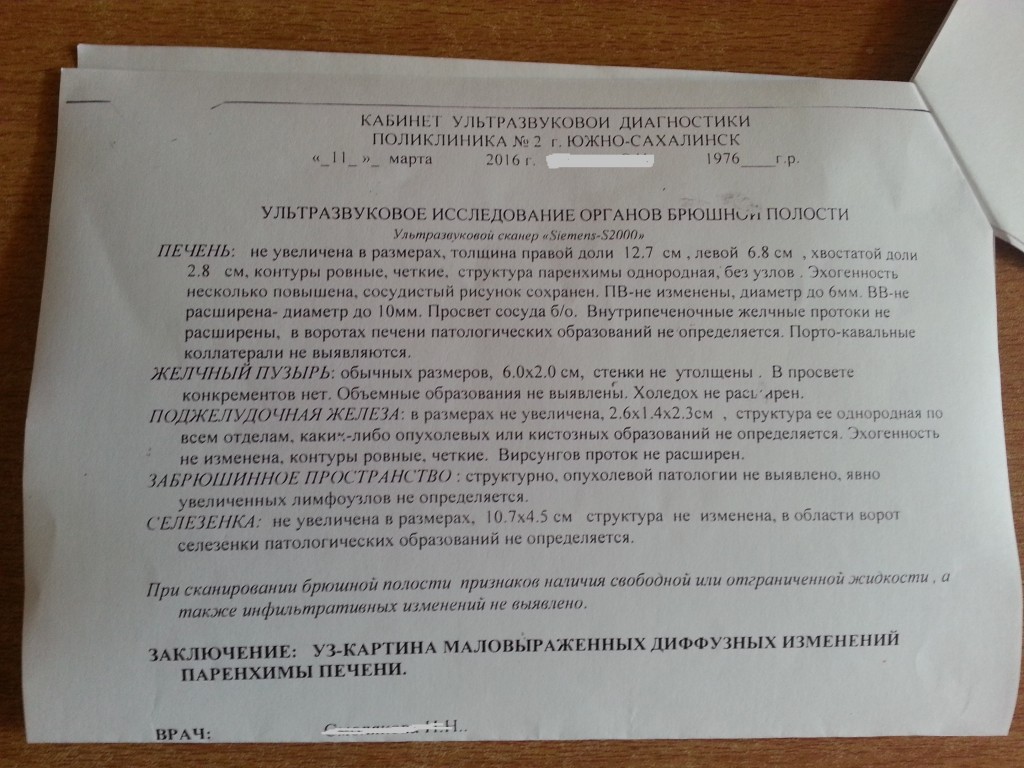 КАБИНЕТ УЛЬТРАЗВУКОВОЙ ДИАГНОСТИКИ
ПОЛИКЛИНИКА № 2 г. ЮЖНО-САХАЛИНСК
«_11_»_ марта 2016 г. 1976____г.р.
УЛЬТРАЗВУКОВОЕ ИССЛЕДОВАНИЕ ОРГАНОВ БРЮШНОЙ ПОЛОСТИ
Ультразвуковой сканер «Siemens-S2000»
ПЕЧЕНЬ: не увеличена в размерах, толщина правой доли 12.7 см , левой 6.8 см , хвостатой доли
2.8 см, контуры ровные, четкие, структура паренхимы однородная, без узлов . Эхогенность
несколько повышена, сосудистый рисунок сохранен. ПВ-не изменены, диаметр до 6мм. ВВ-не
расширена- диаметр до 10мм. Просвет сосуда б/о. Внутрипеченочные желчные протоки не
расширены, в воротах печени патологических образований не определяется. Порто-кавальные
коллатерали не выявляются.
ЖЕЛЧНЫЙ ПУЗЫРЬ: обычных размеров, 6.0x2.0 см, стенки не утолщены . В просвете
конкрементов нет. Объемные образования не выявлены. Холедох не расширен.
ПОДЖЕЛУДОЧНАЯ ЖЕЛЕЗА: в размерах не увеличена, 2.6x1.4x2.3см , структура ее однородная по
всем отделам, каких-либо опухолевых или кистозных образований не определяется. Эхогенность
не изменена, контуры ровные, четкие. Вирсунгов проток не расширен.
ЗАБРЮШИННОЕ ПРОСТРАНСТВО : структурно, опухолевой патологии не выявлено, явно
увеличенных лимфоузлов не определяется.
СЕЛЕЗЕНКА: не увеличена в размерах, 10.7x4.5 см структура не изменена, в области ворот
селезенки патологических образований не определяется.
При сканировании брюшной полости признаков наличия свободной или отграниченной жидкости , а
также инфильтративных изменений не выявлено.
ЗАКЛЮЧЕНИЕ: УЗ-КАРТИНА МАЛОВЫРАЖЕННЫХ ДИФФУЗНЫХ ИЗМЕНЕНИЙ
ПАРЕНХИМЫ ПЕЧЕНИ.
ВРАЧ: